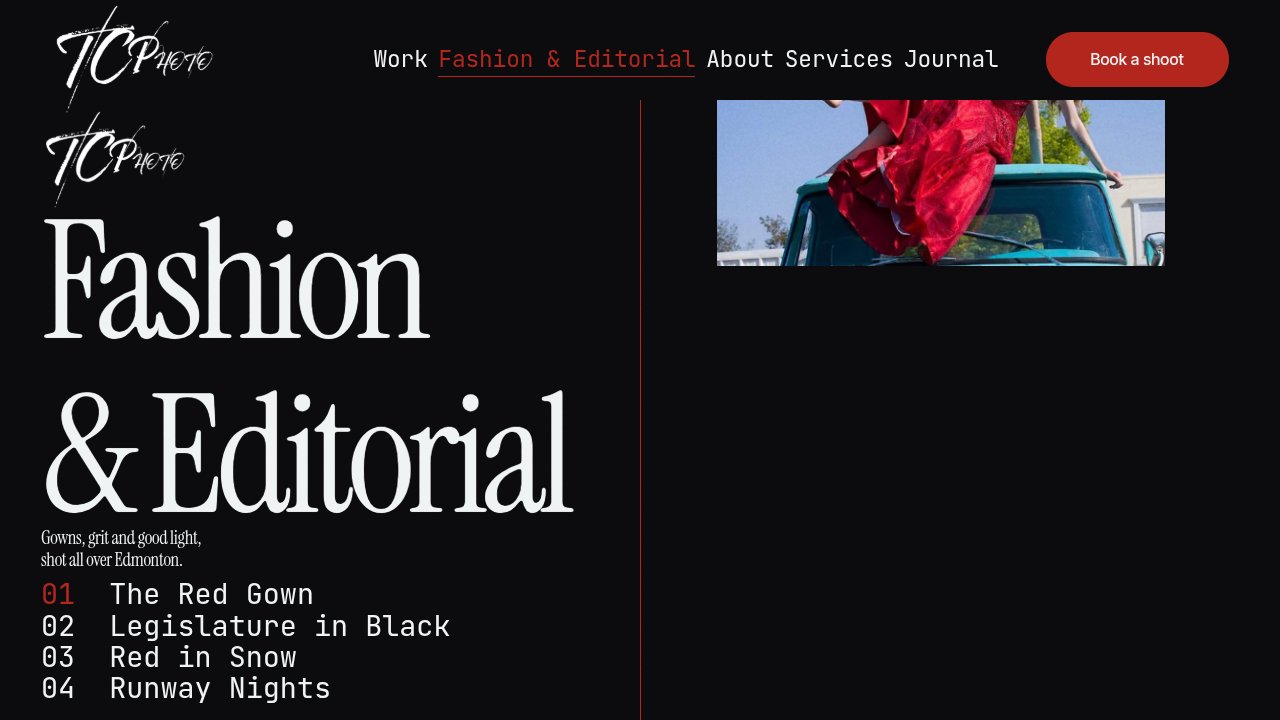 TCPHOTO
Work Fashion & Editorial About Services Journal
Book a shoot
TCPHOTO
Fashion
& Editorial
Gowns, grit and good light,
shot all over Edmonton.
01 The Red Gown
02 Legislature in Black
03 Red in Snow
04 Runway Nights